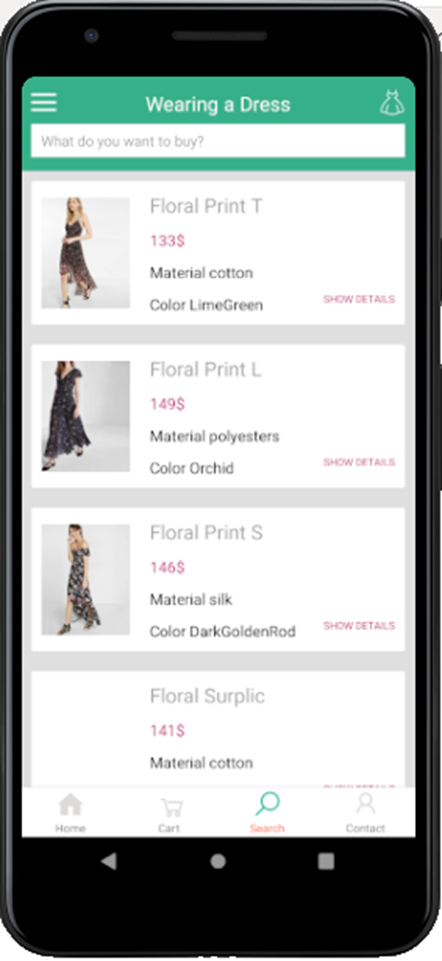 Wearing a Dress
What do you want to buy?
Floral Print T
133$
Material cotton
Color LimeGreen
SHOW DETAILS
Floral Print L
149$
Material polyesters
Color Orchid
SHOW DETAILS
Floral Print S
146$
Material silk
Color DarkGoldenRod
SHOW DETAILS
Floral Surplic
141$
Material cotton
Home Cart Search Contact